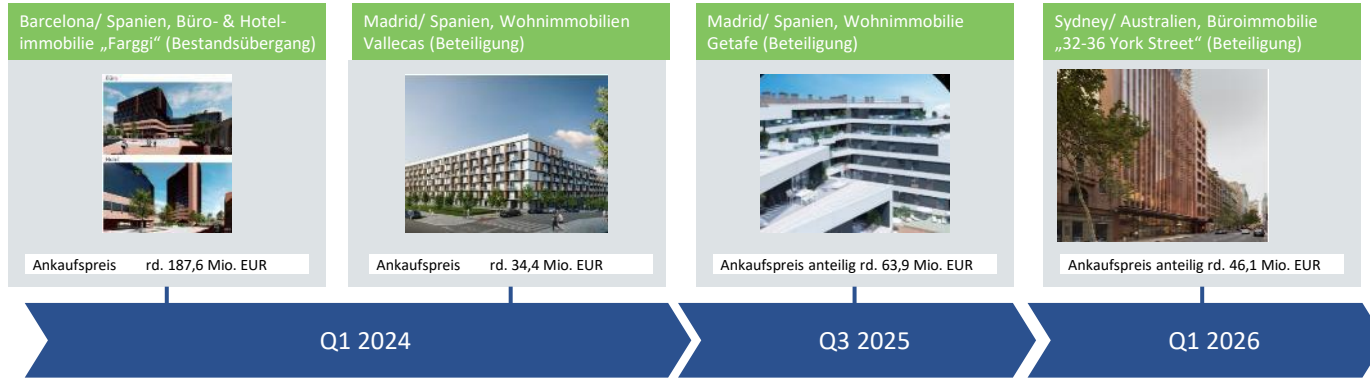 Barcelona/ Spanien, Büro- & Hotel-
immobilie „Farggi“ (Bestandsübergang)
Büro
Hotel
Ankaufspreis rd. 187,6 Mio. EUR
Madrid/ Spanien, Wohnimmobilien
Vallecas (Beteiligung)
Ankaufspreis rd. 34,4 Mio. EUR
Madrid/ Spanien, Wohnimmobilie
Getafe (Beteiligung)
Ankaufspreis anteilig rd. 63,9 Mio. EUR
Sydney/ Australien, Büroimmobilie
„32-36 York Street“ (Beteiligung)
Ankaufspreis anteilig rd. 46,1 Mio. EUR
Q1 2024
Q3 2025
Q1 2026